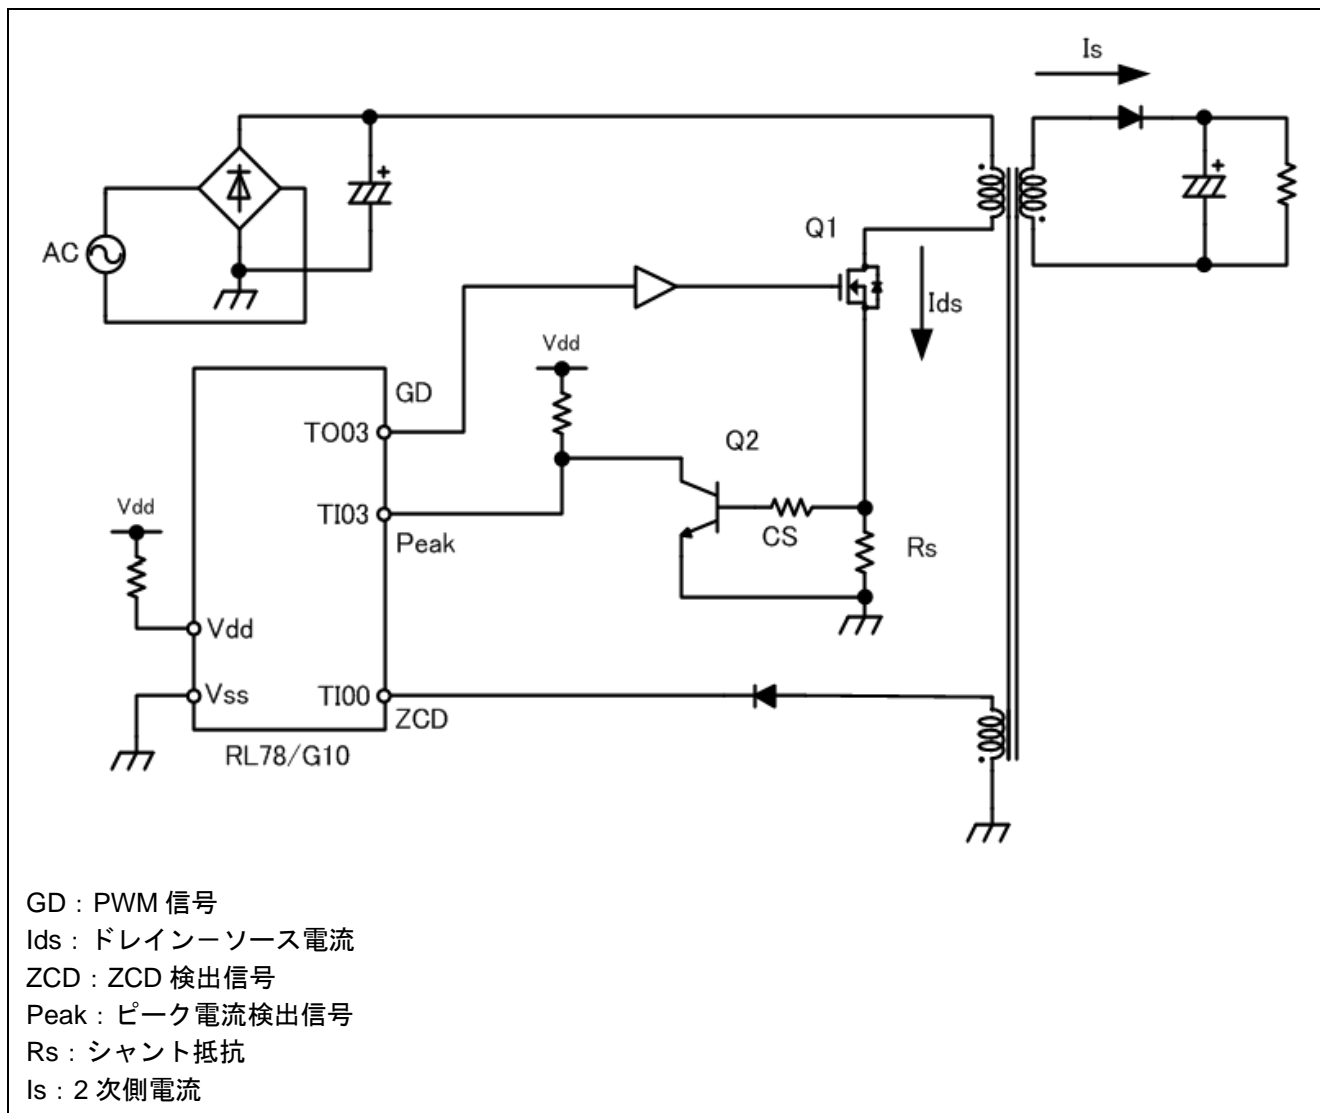 Is
AC
Q1
Ids
Vdd
GD
TO03
Q2
Vdd
TI03
Peak
CS
Rs
Vdd
Vss
TI00
ZCD
RL78/G10
GD：PWM 信号
Ids：ドレイン－ソース電流
ZCD：ZCD 検出信号
Peak：ピーク電流検出信号
Rs：シャント抵抗
Is：2 次側電流